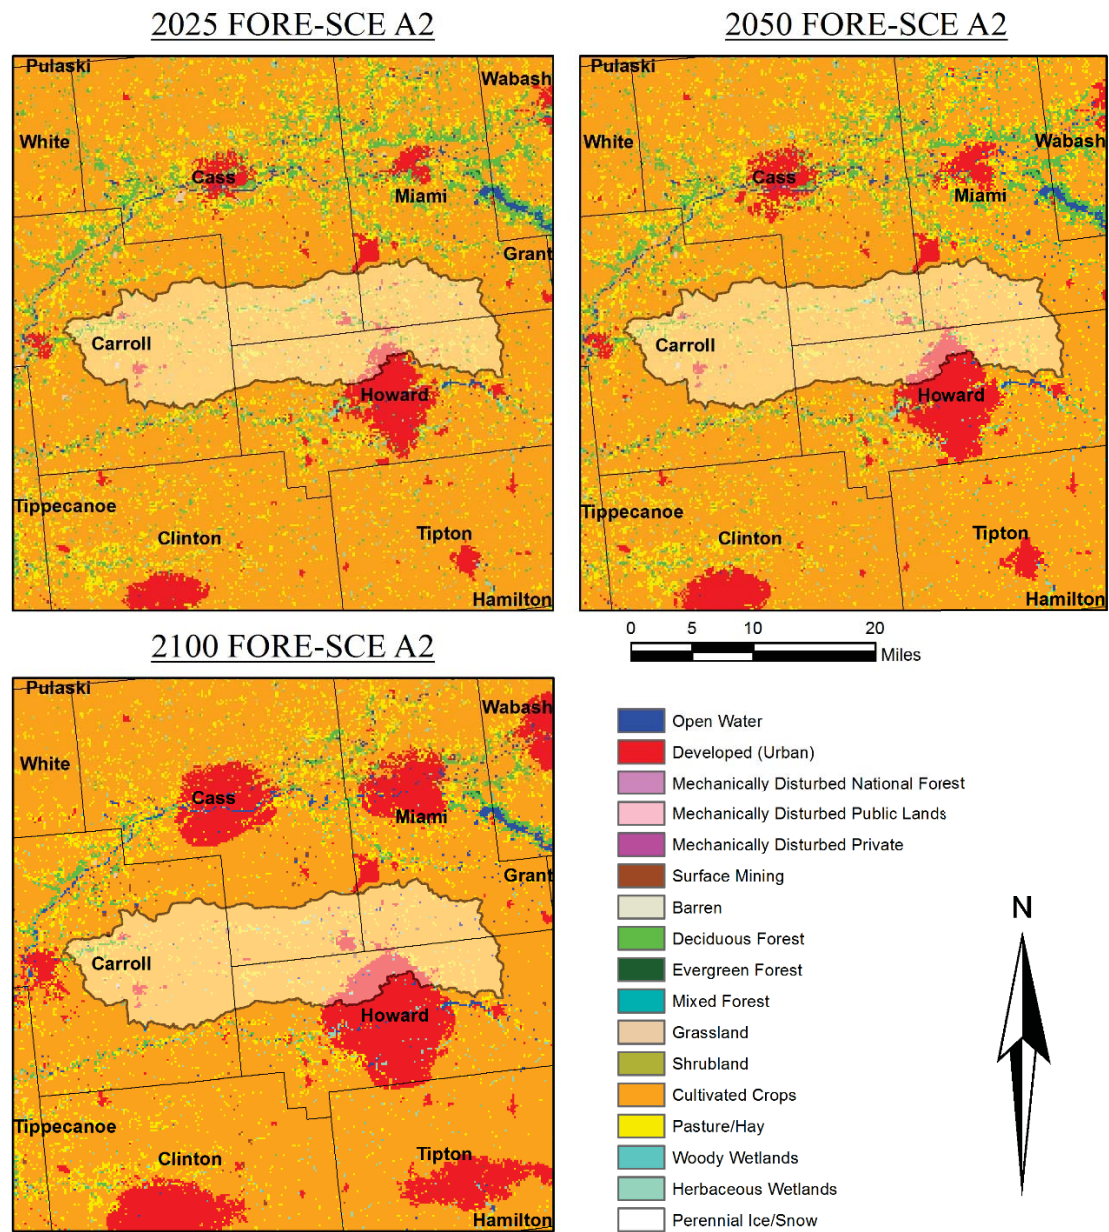 2025 FORE-SCE A2
Pulaski
Wabash
White
Cass
Miami
Grant
Carroll
Howard
Tippecanoe
Clinton
Tipton
Hamilton
2050 FORE-SCE A2
Pulaski
Wabash
White
Cass
Miami
Grant
Carroll
Howard
Tippecanoe
Clinton
Tipton
Hamilton
2100 FORE-SCE A2
Pulaski
Wabash
White
Cass
Miami
Grant
Carroll
Howard
Tippecanoe
Clinton
Tipton
Hamilton
0 5 10 20
Miles
Open Water
Developed (Urban)
Mechanically Disturbed National Forest
Mechanically Disturbed Public Lands
Mechanically Disturbed Private
Surface Mining
Barren
Deciduous Forest
Evergreen Forest
Mixed Forest
Grassland
Shrubland
Cultivated Crops
Pasture/Hay
Woody Wetlands
Herbaceous Wetlands
Perennial Ice/Snow
N